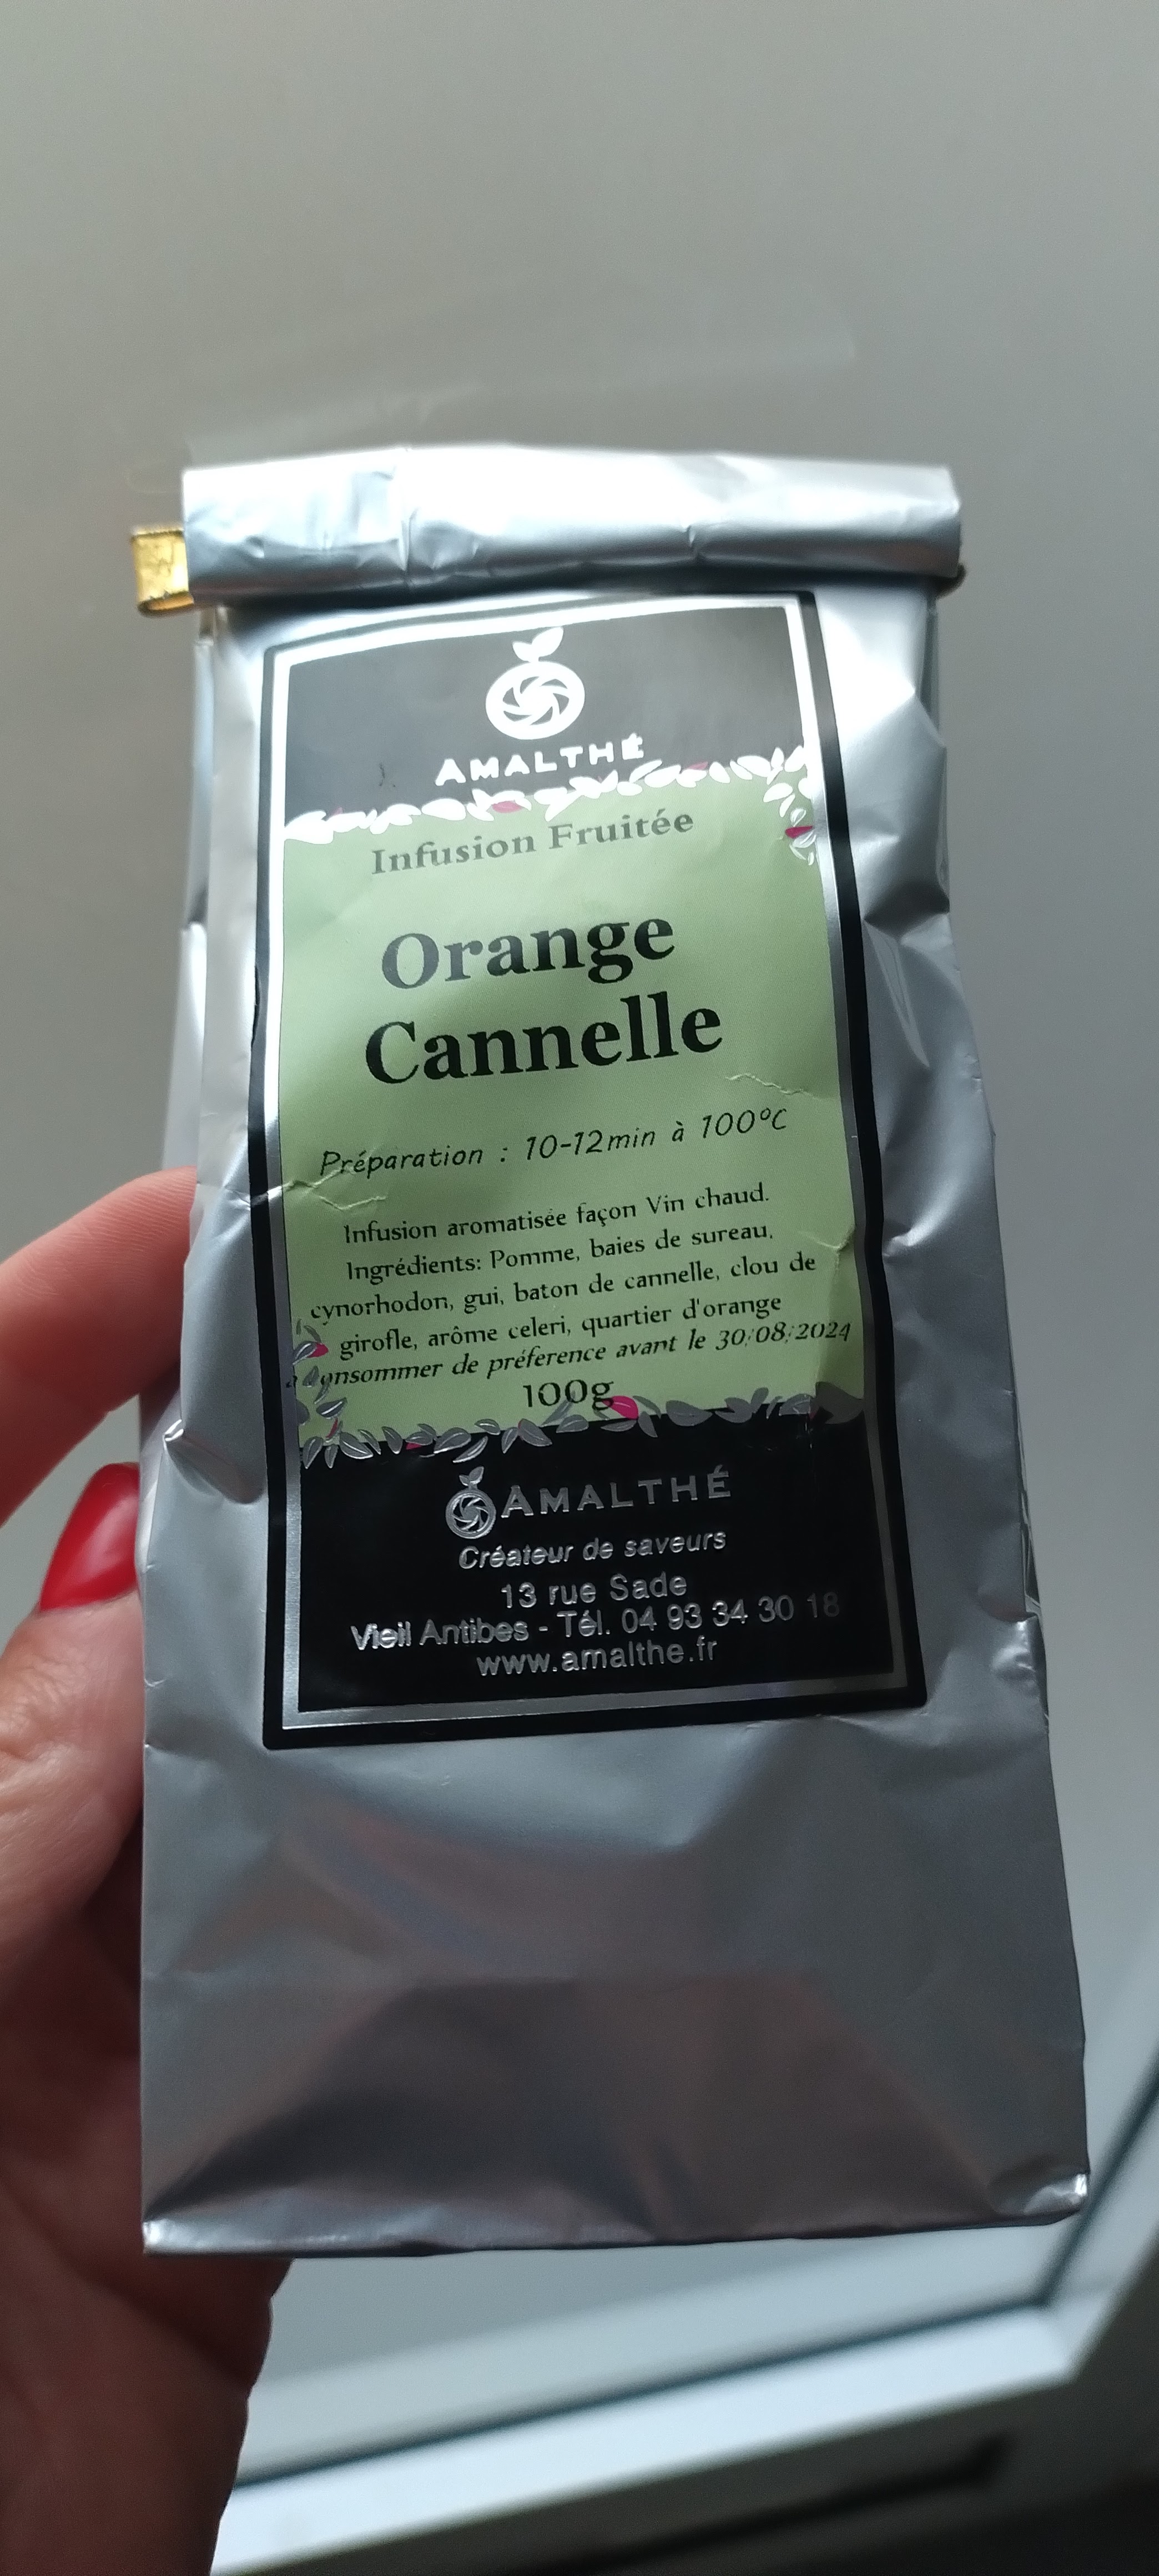 AMALTHÉ
Infusion Fruitée
Orange
Cannelle
Préparation : 10-12min à 100°C
Infusion aromatisée façon Vin chaud.
Ingrédients: Pomme, baies de sureau,
cynorhodon, gui, baton de cannelle, clou de
girofle, arôme celeri, quartier d'orange
à consommer de préference avant le 30/08/2024
100g
AMALTHÉ
Créateur de saveurs
13 rue Sade
Vieil Antibes - Tél. 04 93 34 30 18
www.amalthe.fr